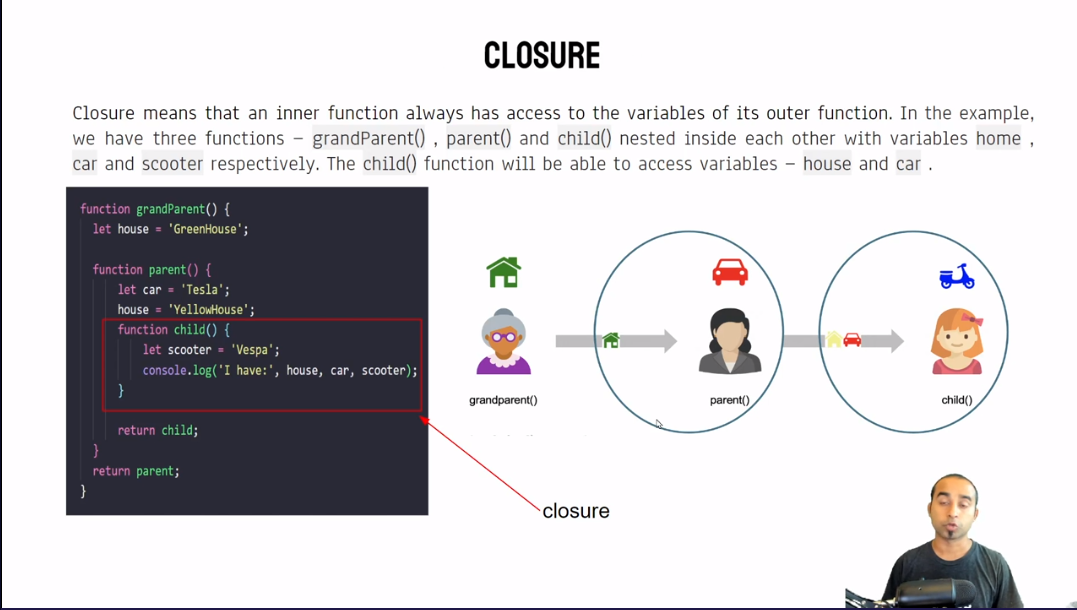 CLOSURE
Closure means that an inner function always has access to the variables of its outer function. In the example,
we have three functions – grandParent() , parent() and child() nested inside each other with variables home ,
car and scooter respectively. The child() function will be able to access variables – house and car .
function grandParent() {
let house = 'GreenHouse';
function parent() {
let car = 'Tesla';
house = 'YellowHouse';
function child() {
let scooter = 'Vespa';
console.log('I have:', house, car, scooter);
}
return child;
}
return parent;
}
grandparent()
parent()
child()
closure